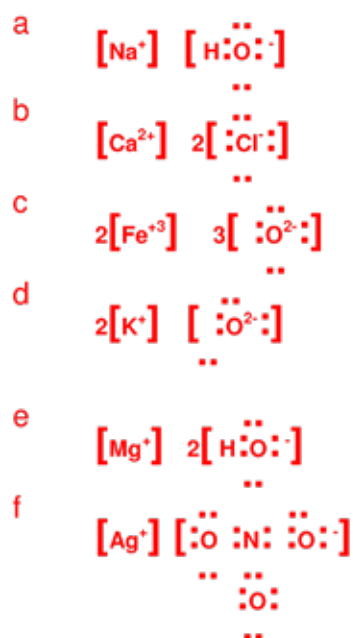 a
[Na⁺] [ H:Ö:⁻]
b
[Ca²⁺] 2[ :Cl⁻:]
c
2[Fe⁺³] 3[ :O²⁻:]
d
2[K⁺] [ :O²⁻:]
e
[Mg⁺] 2[ H:O: ⁻]
f
[Ag⁺] [:O :N: :O: ⁻]
:O: